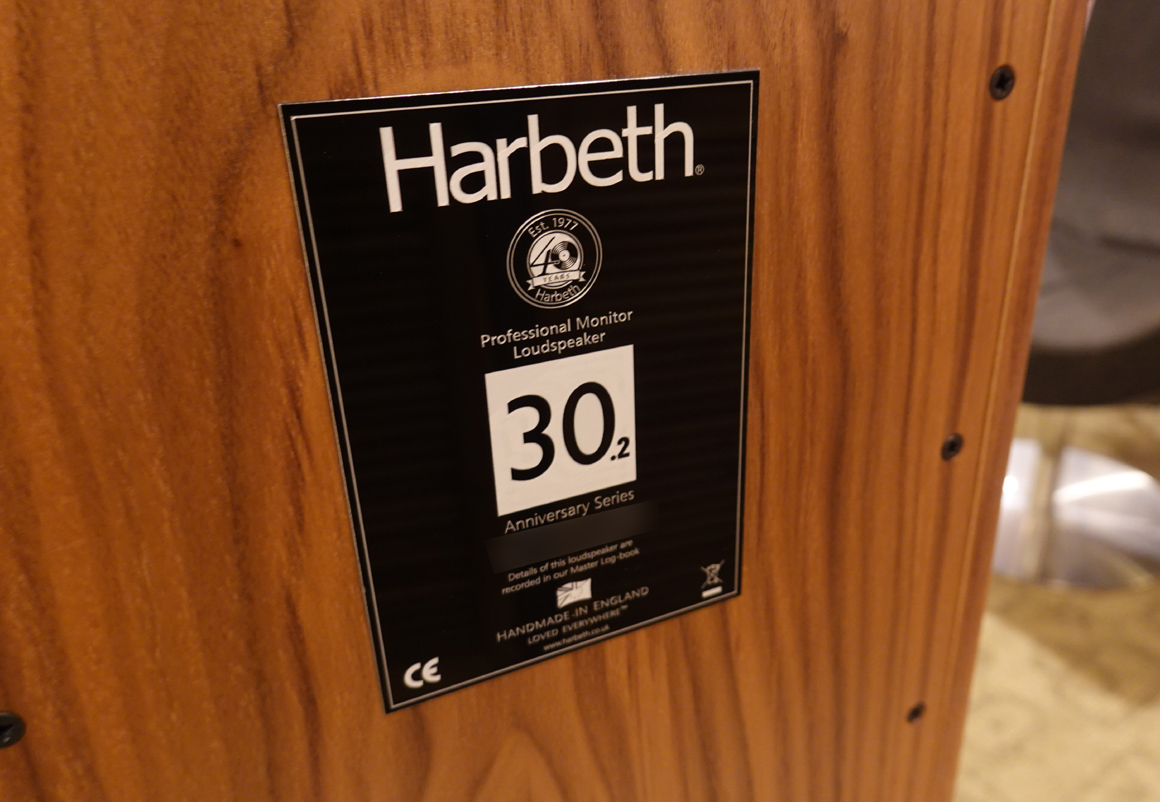 Harbeth®
Est. 1977
40
YEARS
Harbeth
Professional Monitor
Loudspeaker
30.2
Anniversary Series
Details of this loudspeaker are
recorded in our Master Log-book
HANDMADE-IN ENGLAND
LOVED EVERYWHERE™
www.harbeth.co.uk
CE